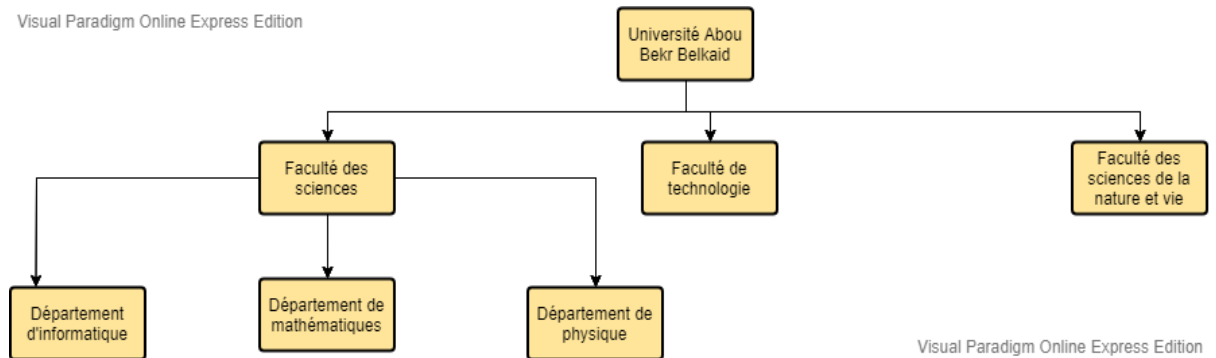 Visual Paradigm Online Express Edition
Université Abou
Bekr Belkaid
Faculté des
sciences
Faculté de
technologie
Faculté des
sciences de la
nature et vie
Département
d'informatique
Département de
mathématiques
Département de
physique
Visual Paradigm Online Express Edition